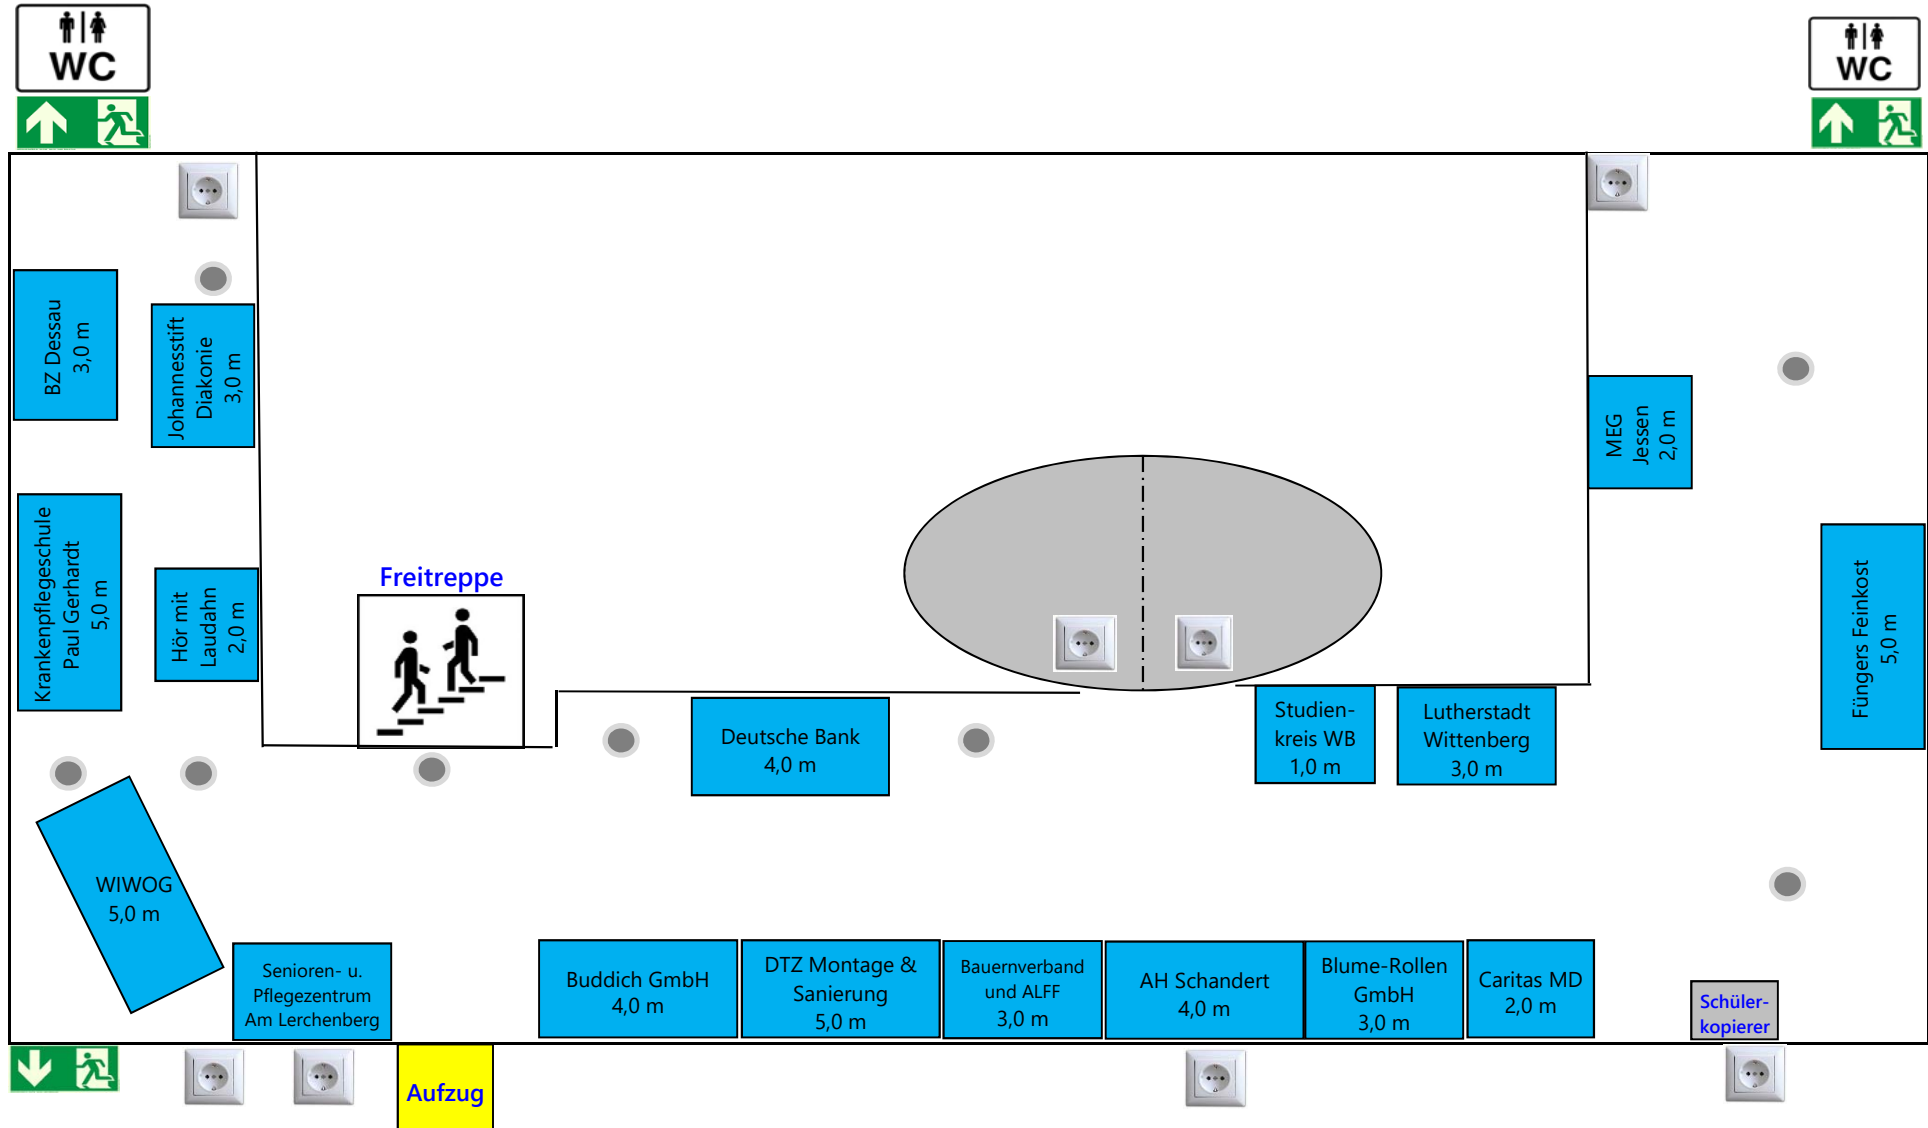 WC
WC
BZ Dessau
3,0 m
Johannesstift
Diakonie
3,0 m
MEG
Jessen
2,0 m
Krankenpflegeschule
Paul Gerhardt
5,0 m
Hör mit
Laudahn
2,0 m
Freitreppe
Füngers Feinkost
5,0 m
Deutsche Bank
4,0 m
Studien-
kreis WB
1,0 m
Lutherstadt
Wittenberg
3,0 m
WIWOG
5,0 m
Senioren- u.
Pflegezentrum
Am Lerchenberg
Buddich GmbH
4,0 m
DTZ Montage &
Sanierung
5,0 m
Bauernverband
und ALFF
3,0 m
AH Schandert
4,0 m
Blume-Rollen
GmbH
3,0 m
Caritas MD
2,0 m
Schüler-
kopierer
Aufzug